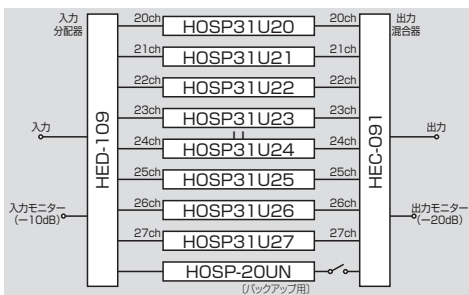 入力
分配器
出力
混合器
20ch HOSP31U20 20ch
21ch HOSP31U21 21ch
22ch HOSP31U22 22ch
23ch HOSP31U23 23ch
24ch HOSP31U24 24ch
25ch HOSP31U25 25ch
26ch HOSP31U26 26ch
27ch HOSP31U27 27ch
HOSP-20UN
(バックアップ用)
HED-109
HEC-091
入力
出力
入力モニター
(−10dB)
出力モニター
(−20dB)